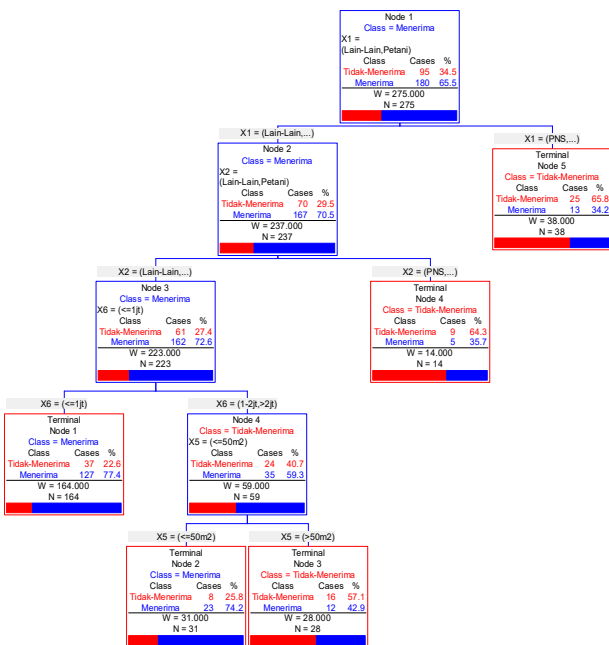 Node 1
Class = Menerima
X1 =
(Lain-Lain,Petani)
Class Cases %
Tidak-Menerima 95 34.5
Menerima 180 65.5
W = 275.000
N = 275
X1 = (Lain-Lain,...)
X1 = (PNS,...)
Node 2
Class = Menerima
X2 =
(Lain-Lain,Petani)
Class Cases %
Tidak-Menerima 70 29.5
Menerima 167 70.5
W = 237.000
N = 237
Terminal
Node 5
Class = Tidak-Menerima
Class Cases %
Tidak-Menerima 25 65.8
Menerima 13 34.2
W = 38.000
N = 38
X2 = (Lain-Lain,...)
X2 = (PNS,...)
Node 3
Class = Menerima
X6 = (<=1jt)
Class Cases %
Tidak-Menerima 61 27.4
Menerima 162 72.6
W = 223.000
N = 223
Terminal
Node 4
Class = Tidak-Menerima
Class Cases %
Tidak-Menerima 9 64.3
Menerima 5 35.7
W = 14.000
N = 14
X6 = (<=1jt)
X6 = (1-2jt,>2jt)
Terminal
Node 1
Class = Menerima
Class Cases %
Tidak-Menerima 37 22.6
Menerima 127 77.4
W = 164.000
N = 164
Node 4
Class = Tidak-Menerima
X5 = (<=50m2)
Class Cases %
Tidak-Menerima 24 40.7
Menerima 35 59.3
W = 59.000
N = 59
X5 = (<=50m2)
X5 = (>50m2)
Terminal
Node 2
Class = Menerima
Class Cases %
Tidak-Menerima 8 25.8
Menerima 23 74.2
W = 31.000
N = 31
Terminal
Node 3
Class = Tidak-Menerima
Class Cases %
Tidak-Menerima 16 57.1
Menerima 12 42.9
W = 28.000
N = 28